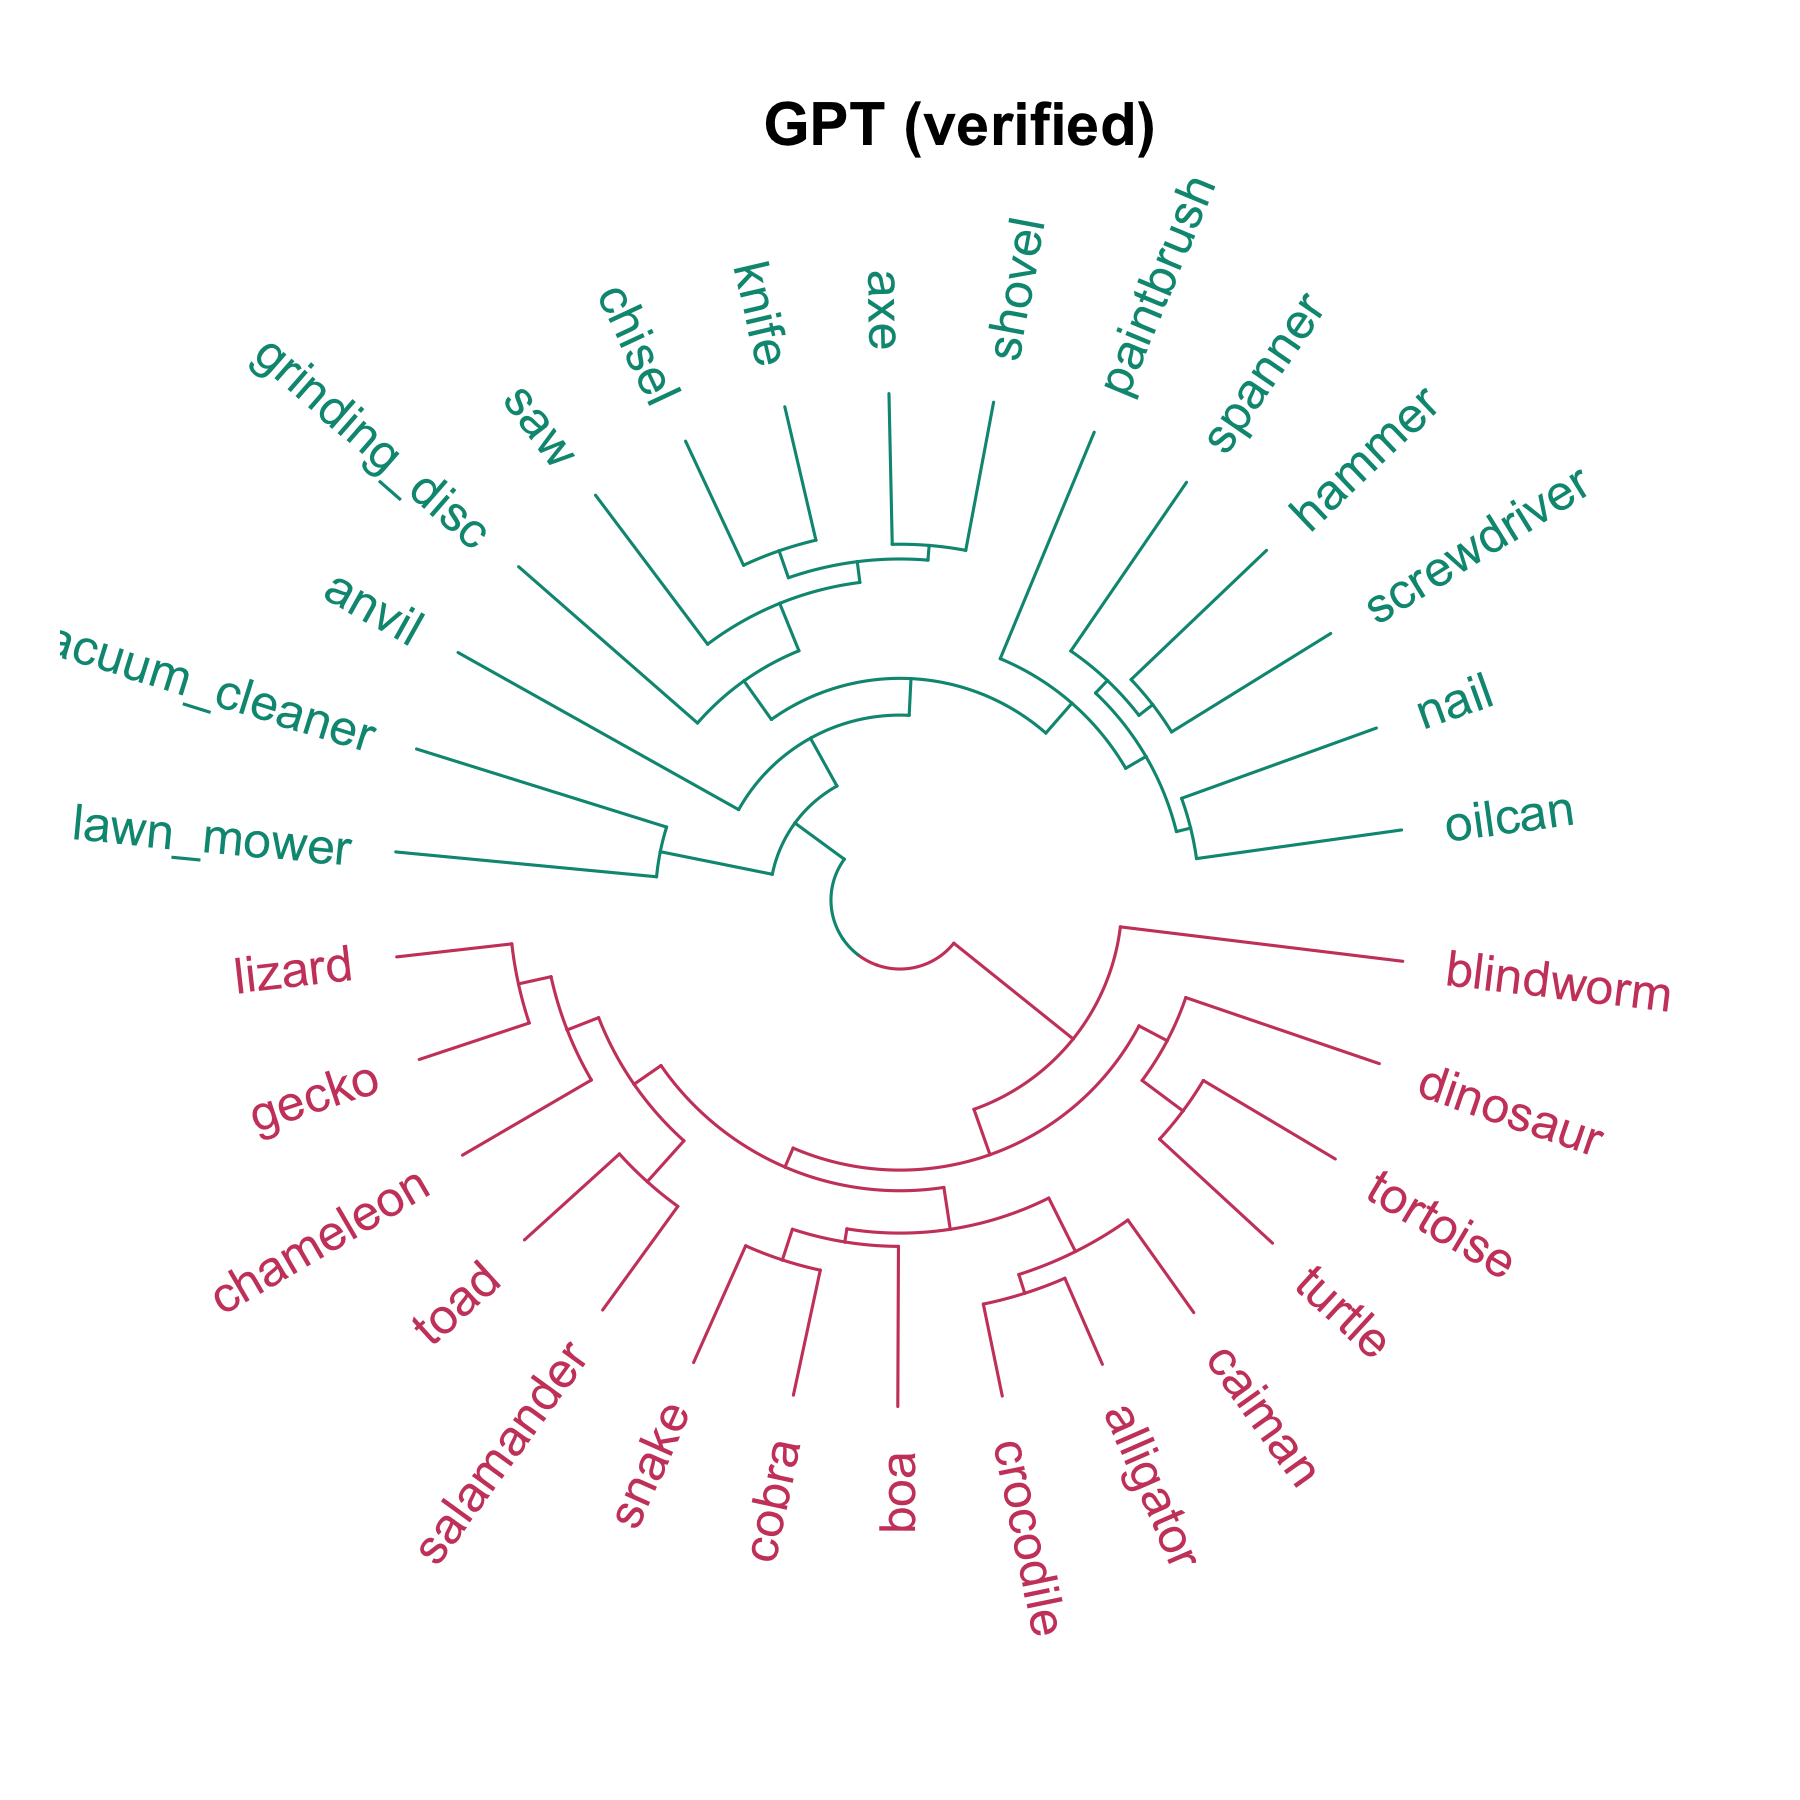 GPT (verified)
lawn_mower
acuum_cleaner
anvil
grinding_disc
saw
chisel
knife
axe
shovel
paintbrush
spanner
hammer
screwdriver
nail
oilcan
blindworm
dinosaur
tortoise
turtle
caiman
alligator
crocodile
boa
cobra
snake
salamander
toad
chameleon
gecko
lizard